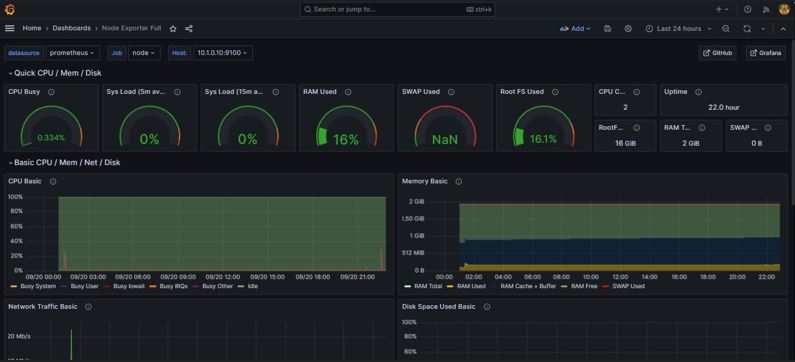 Search or jump to... ctrl+k
Home › Dashboards › Node Exporter Full Add Last 24 hours
datasource prometheus Job node Host: 10.1.0.10:9100 GitHub Grafana
Quick CPU / Mem / Disk
CPU Busy Sys Load (5m av... Sys Load (15m a... RAM Used SWAP Used Root FS Used CPU C... Uptime
2 22.0 hour
RootF... RAM T... SWAP ...
0.334% 0% 0% 16% NaN 16.1% 16 GiB 2 GiB 0 B
Basic CPU / Mem / Net / Disk
CPU Basic
100%
80%
60%
40%
20%
0%
09/20 00:00 09/20 03:00 09/20 06:00 09/20 09:00 09/20 12:00 09/20 15:00 09/20 18:00 09/20 21:00
Busy System Busy User Busy Iowait Busy IRQs Busy Other Idle
Memory Basic
2 GiB
1.50 GiB
1 GiB
512 MiB
0 B
00:00 02:00 04:00 06:00 08:00 10:00 12:00 14:00 16:00 18:00 20:00 22:00
RAM Total RAM Used RAM Cache + Buffer RAM Free SWAP Used
Network Traffic Basic
20 Mb/s
Disk Space Used Basic
100%
80%
60%